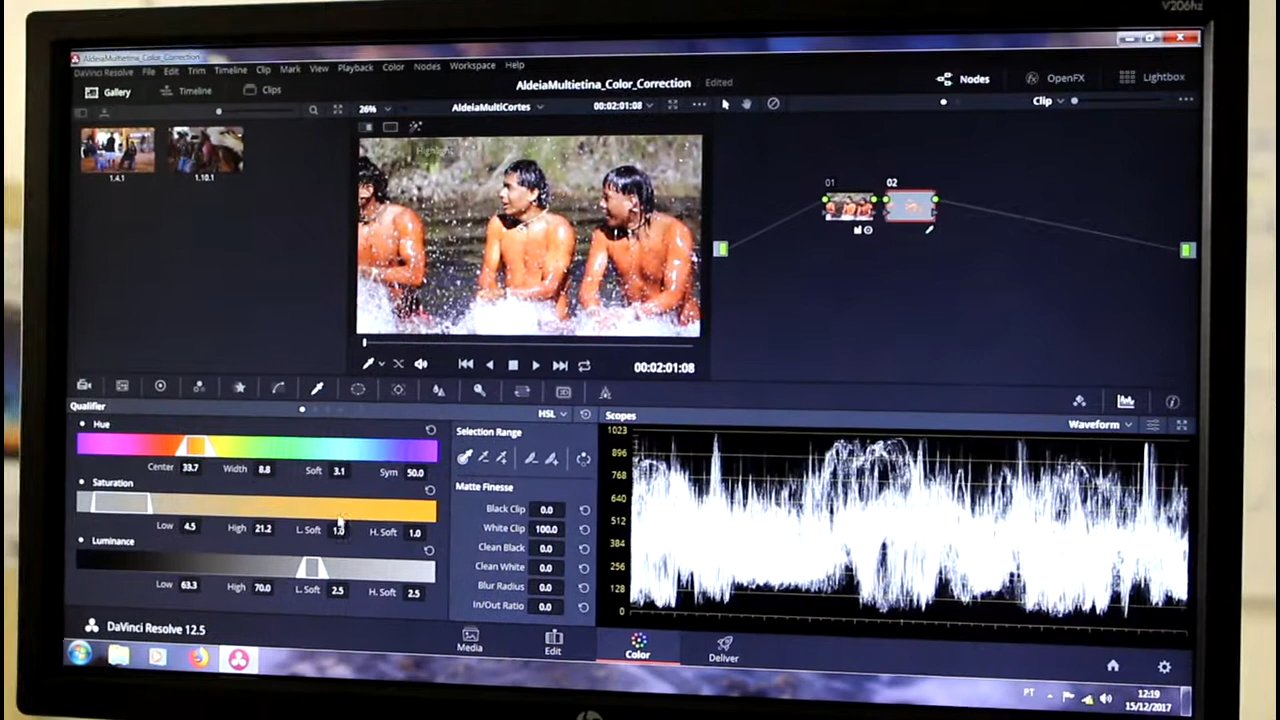 V206hz
AldeiaMultietina_Color_Correction
DaVinci Resolve File Edit Trim Timeline Clip Mark View Playback Color Nodes Workspace Help
AldeiaMultietina_Color_Correction Edited
Gallery Timeline Clips Nodes OpenFX Lightbox
26% AldeiaMultiCortes 00:02:01:08 Clip
1.4.1 1.10.1
01 02
00:02:01:08
Qualifier HSL Scopes
Waveform
Hue
Center 33.7 Width 8.8 Soft 3.1 Sym 50.0
Saturation
Low 4.5 High 21.2 L. Soft 1.0 H. Soft 1.0
Luminance
Low 63.3 High 70.0 L. Soft 2.5 H. Soft 2.5
Selection Range
Matte Finesse
Black Clip 0.0
White Clip 100.0
Clean Black 0.0
Clean White 0.0
Blur Radius 0.0
In/Out Ratio 0.0
1023
896
768
640
512
384
256
128
0
DaVinci Resolve 12.5
Media Edit Color Deliver
PT 12:19
15/12/2017
hp